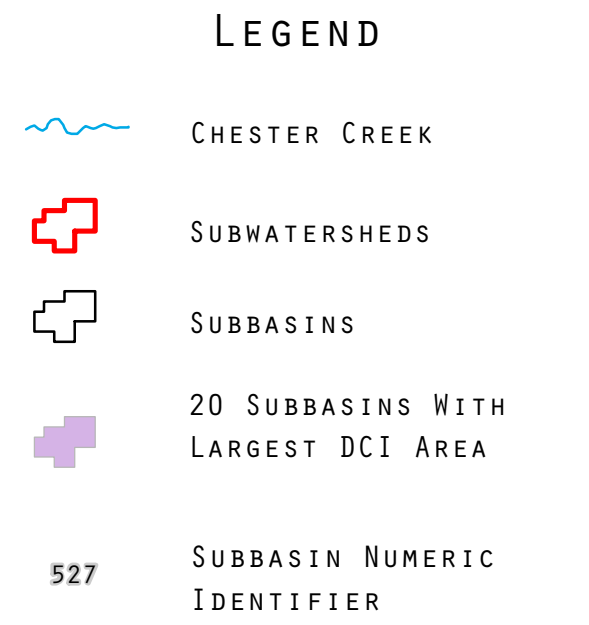 LEGEND
CHESTER CREEK
SUBWATERSHEDS
SUBBASINS
20 SUBBASINS WITH
LARGEST DCI AREA
527
SUBBASIN NUMERIC
IDENTIFIER